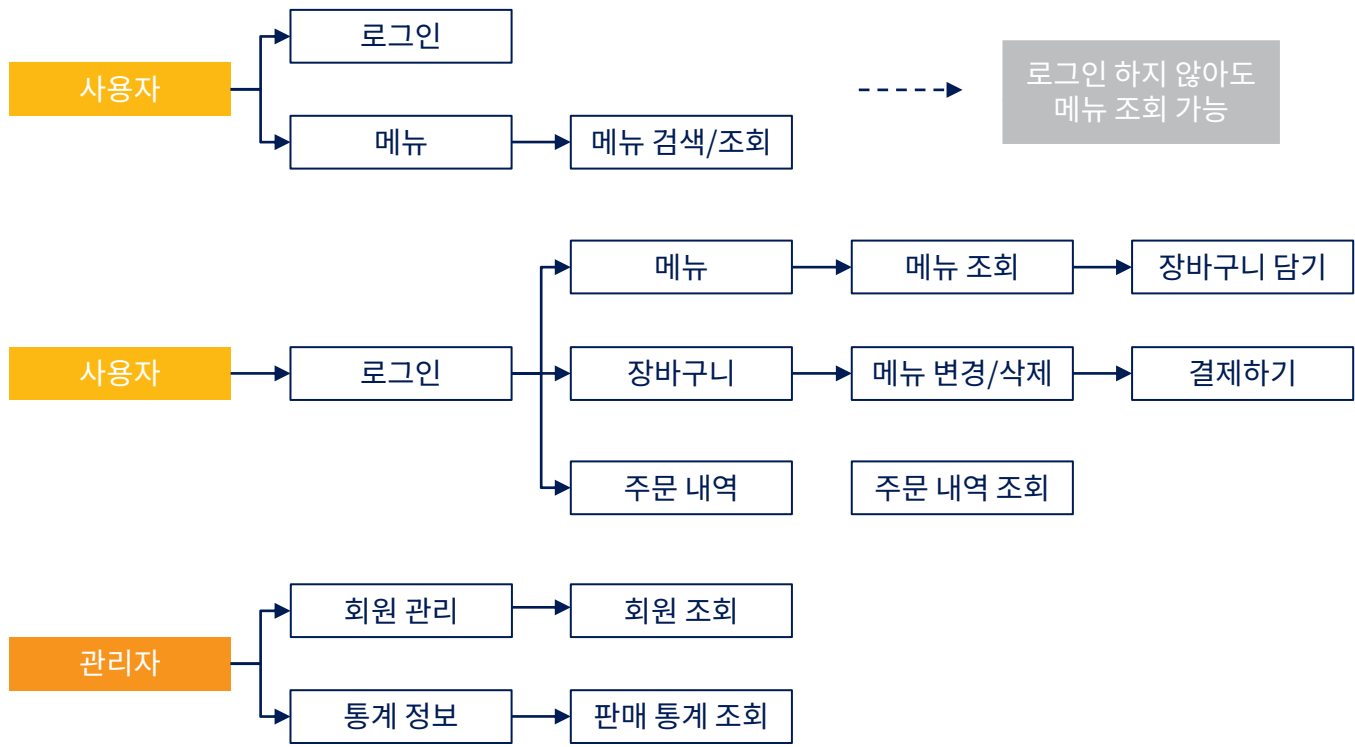 로그인
사용자
메뉴
메뉴 검색/조회
로그인 하지 않아도
메뉴 조회 가능
메뉴
메뉴 조회
장바구니 담기
사용자
로그인
장바구니
메뉴 변경/삭제
결제하기
주문 내역
주문 내역 조회
회원 관리
회원 조회
관리자
통계 정보
판매 통계 조회